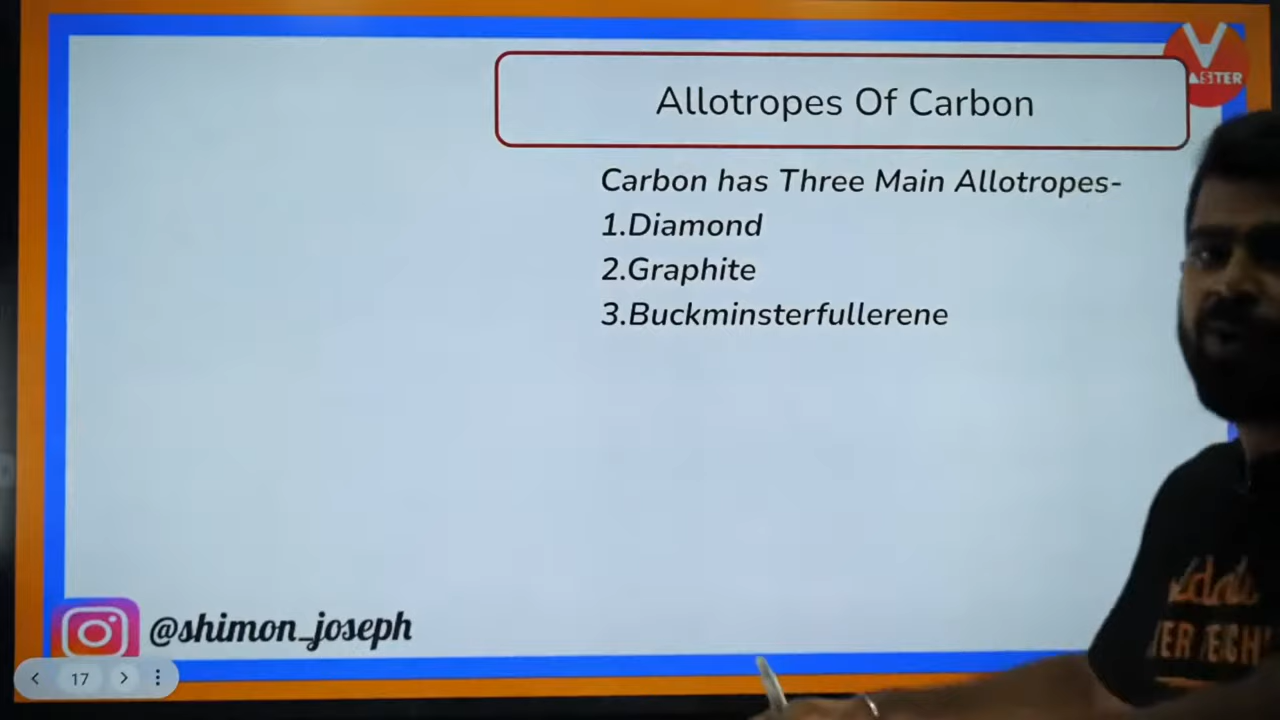 Allotropes Of Carbon
Carbon has Three Main Allotropes-
1.Diamond
2.Graphite
3.Buckminsterfullerene
@shimon_joseph
17